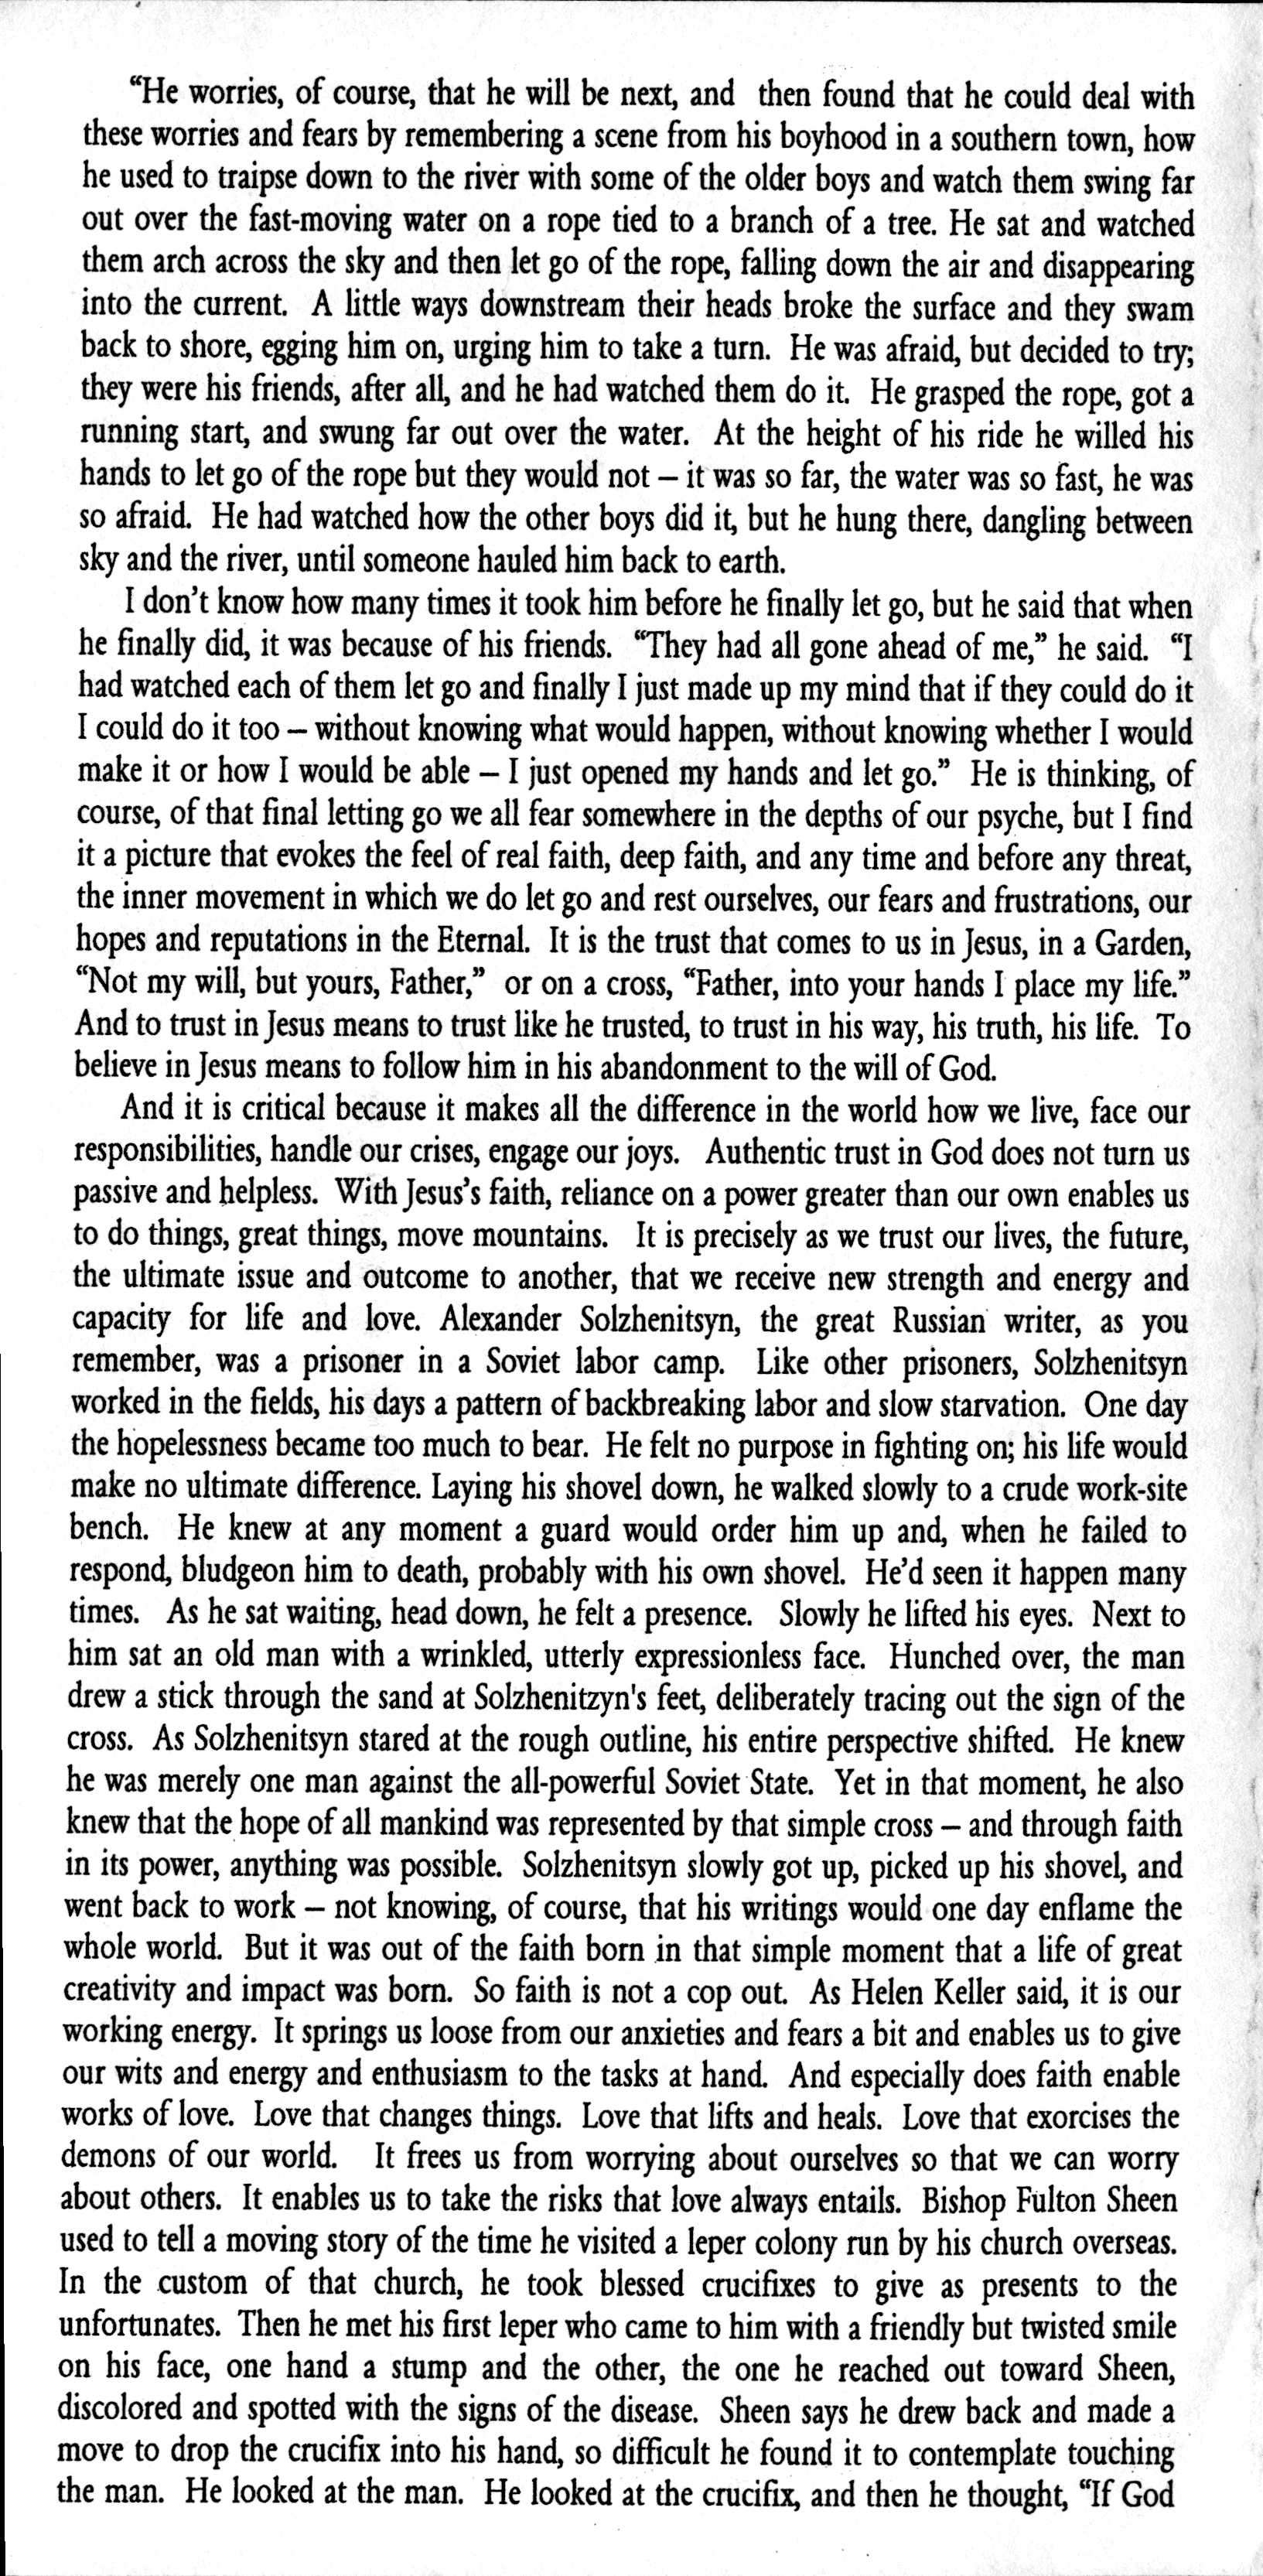 “He worries, of course, that he will be next, and then found that he could deal with
these worries and fears by remembering a scene from his boyhood in a southern town, how
he used to traipse down to the river with some of the older boys and watch them swing far
out over the fast-moving water on a rope tied to a branch of a tree. He sat and watched
them arch across the sky and then let go of the rope, falling down the air and disappearing
into the current. A little ways downstream their heads broke the surface and they swam
back to shore, egging him on, urging him to take a turn. He was afraid, but decided to try;
they were his friends, after all, and he had watched them do it. He grasped the rope, got a
running start, and swung far out over the water. At the height of his ride he willed his
hands to let go of the rope but they would not – it was so far, the water was so fast, he was
so afraid. He had watched how the other boys did it, but he hung there, dangling between
sky and the river, until someone hauled him back to earth.
I don’t know how many times it took him before he finally let go, but he said that when
he finally did, it was because of his friends. “They had all gone ahead of me,” he said. “I
had watched each of them let go and finally I just made up my mind that if they could do it
I could do it too – without knowing what would happen, without knowing whether I would
make it or how I would be able – I just opened my hands and let go.” He is thinking, of
course, of that final letting go we all fear somewhere in the depths of our psyche, but I find
it a picture that evokes the feel of real faith, deep faith, and any time and before any threat,
the inner movement in which we do let go and rest ourselves, our fears and frustrations, our
hopes and reputations in the Eternal. It is the trust that comes to us in Jesus, in a Garden,
“Not my will, but yours, Father,” or on a cross, “Father, into your hands I place my life.”
And to trust in Jesus means to trust like he trusted, to trust in his way, his truth, his life. To
believe in Jesus means to follow him in his abandonment to the will of God.
And it is critical because it makes all the difference in the world how we live, face our
responsibilities, handle our crises, engage our joys. Authentic trust in God does not turn us
passive and helpless. With Jesus’s faith, reliance on a power greater than our own enables us
to do things, great things, move mountains. It is precisely as we trust our lives, the future,
the ultimate issue and outcome to another, that we receive new strength and energy and
capacity for life and love. Alexander Solzhenitsyn, the great Russian writer, as you
remember, was a prisoner in a Soviet labor camp. Like other prisoners, Solzhenitsyn
worked in the fields, his days a pattern of backbreaking labor and slow starvation. One day
the hopelessness became too much to bear. He felt no purpose in fighting on; his life would
make no ultimate difference. Laying his shovel down, he walked slowly to a crude work-site
bench. He knew at any moment a guard would order him up and, when he failed to
respond, bludgeon him to death, probably with his own shovel. He’d seen it happen many
times. As he sat waiting, head down, he felt a presence. Slowly he lifted his eyes. Next to
him sat an old man with a wrinkled, utterly expressionless face. Hunched over, the man
drew a stick through the sand at Solzhenitzyn's feet, deliberately tracing out the sign of the
cross. As Solzhenitsyn stared at the rough outline, his entire perspective shifted. He knew
he was merely one man against the all-powerful Soviet State. Yet in that moment, he also
knew that the hope of all mankind was represented by that simple cross – and through faith
in its power, anything was possible. Solzhenitsyn slowly got up, picked up his shovel, and
went back to work – not knowing, of course, that his writings would one day enflame the
whole world. But it was out of the faith born in that simple moment that a life of great
creativity and impact was born. So faith is not a cop out. As Helen Keller said, it is our
working energy. It springs us loose from our anxieties and fears a bit and enables us to give
our wits and energy and enthusiasm to the tasks at hand. And especially does faith enable
works of love. Love that changes things. Love that lifts and heals. Love that exorcises the
demons of our world. It frees us from worrying about ourselves so that we can worry
about others. It enables us to take the risks that love always entails. Bishop Fulton Sheen
used to tell a moving story of the time he visited a leper colony run by his church overseas.
In the custom of that church, he took blessed crucifixes to give as presents to the
unfortunates. Then he met his first leper who came to him with a friendly but twisted smile
on his face, one hand a stump and the other, the one he reached out toward Sheen,
discolored and spotted with the signs of the disease. Sheen says he drew back and made a
move to drop the crucifix into his hand, so difficult he found it to contemplate touching
the man. He looked at the man. He looked at the crucifix, and then he thought, “If God